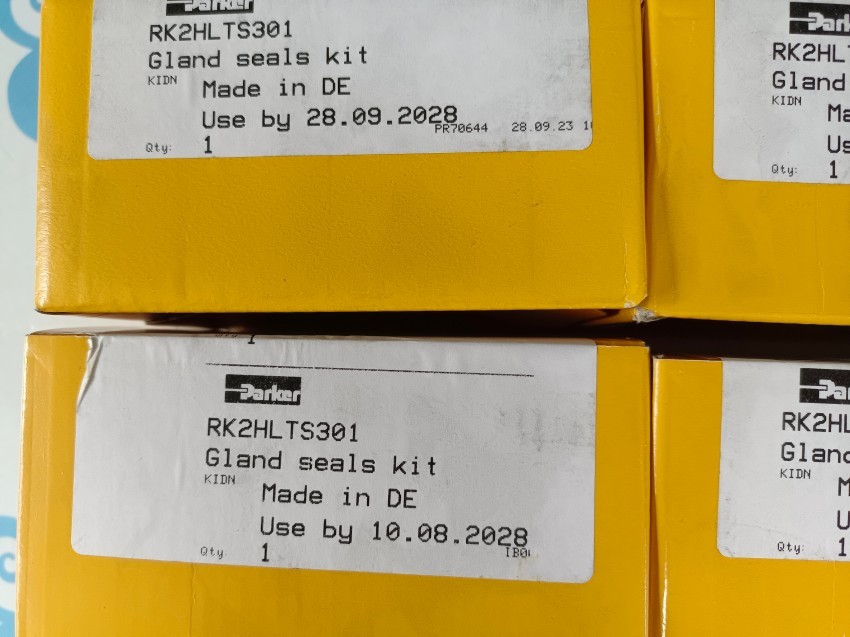 Parker
RK2HLTS301
Gland seals kit
KIDN
Made in DE
Use by 28.09.2028
PR70644 28.09.23
Qty: 1
RK2HL
Gland
KIDN
Qty: 1
Parker
RK2HLTS301
Gland seals kit
KIDN
Made in DE
Use by 10.08.2028
Qty 1
RK2HL
Gland
KIDN
Qty: 1